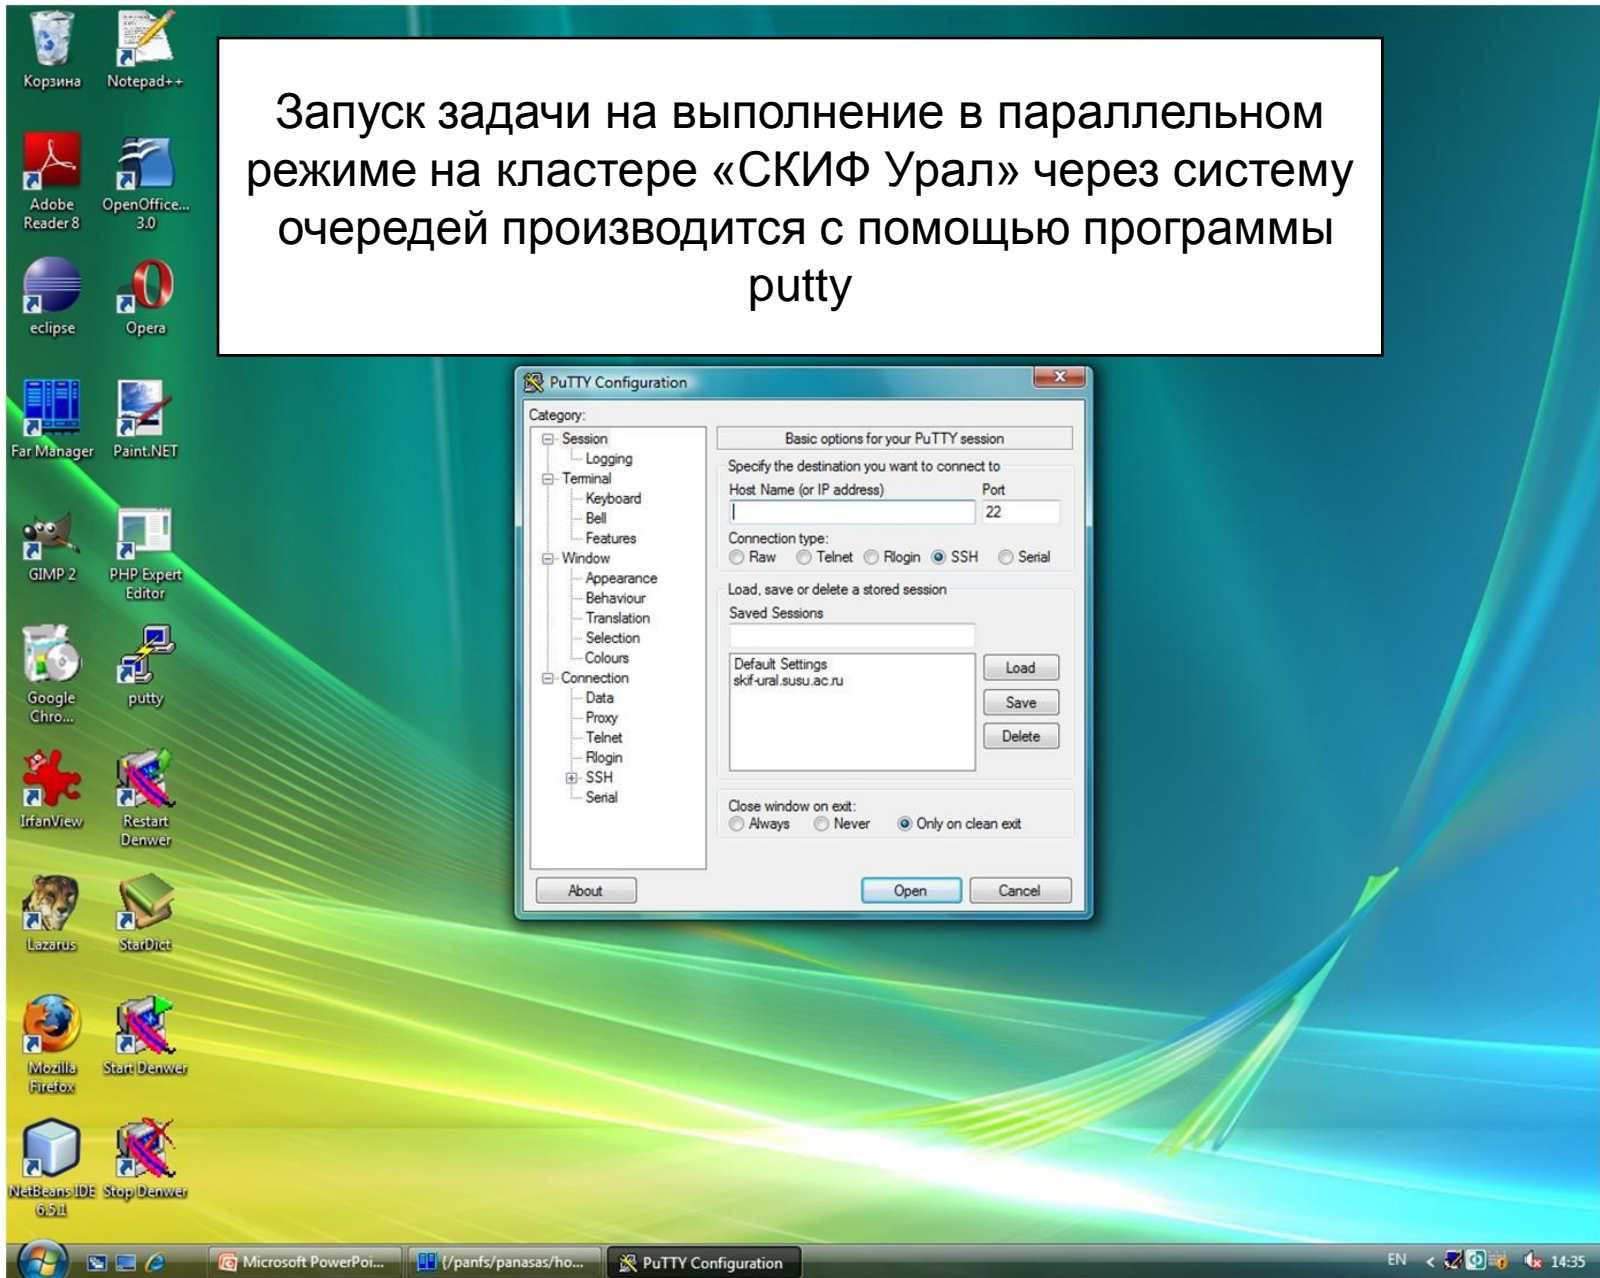 Запуск задачи на выполнение в параллельном
режиме на кластере «СКИФ Урал» через систему
очередей производится с помощью программы
putty
Корзина
Notepad++
Adobe
Reader 8
OpenOffice...
3.0
eclipse
Opera
Far Manager
Paint.NET
GIMP 2
PHP Expert
Editor
Google
Chro...
putty
IrfanView
Restart
Denwer
Lazarus
StarDict
Mozilla
Firefox
Start Denwer
NetBeans IDE
6.5.1
Stop Denwer
PuTTY Configuration
Category:
Session
Logging
Terminal
Keyboard
Bell
Features
Window
Appearance
Behaviour
Translation
Selection
Colours
Connection
Data
Proxy
Telnet
Rlogin
SSH
Serial
Basic options for your PuTTY session
Specify the destination you want to connect to
Host Name (or IP address)
Port
22
Connection type:
Raw
Telnet
Rlogin
SSH
Serial
Load, save or delete a stored session
Saved Sessions
Default Settings
skif-ural.susu.ac.ru
Load
Save
Delete
Close window on exit:
Always
Never
Only on clean exit
About
Open
Cancel
Microsoft PowerPoi...
{/panfs/panasas/ho...
PuTTY Configuration
EN
14:35